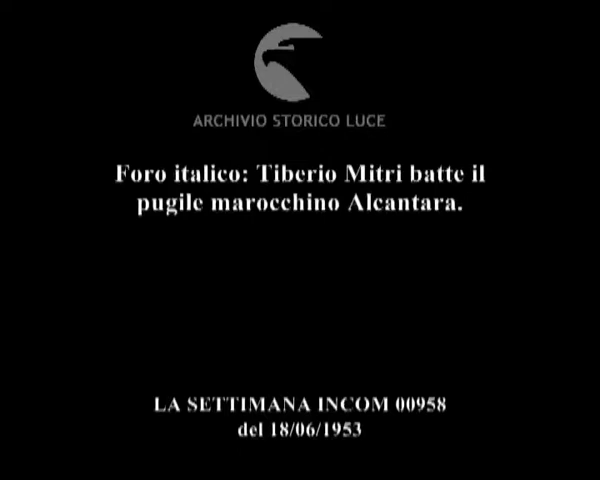 ARCHIVIO STORICO LUCE
Foro italico: Tiberio Mitri batte il
pugile marocchino Alcantara.
LA SETTIMANA INCOM 00958
del 18/06/1953